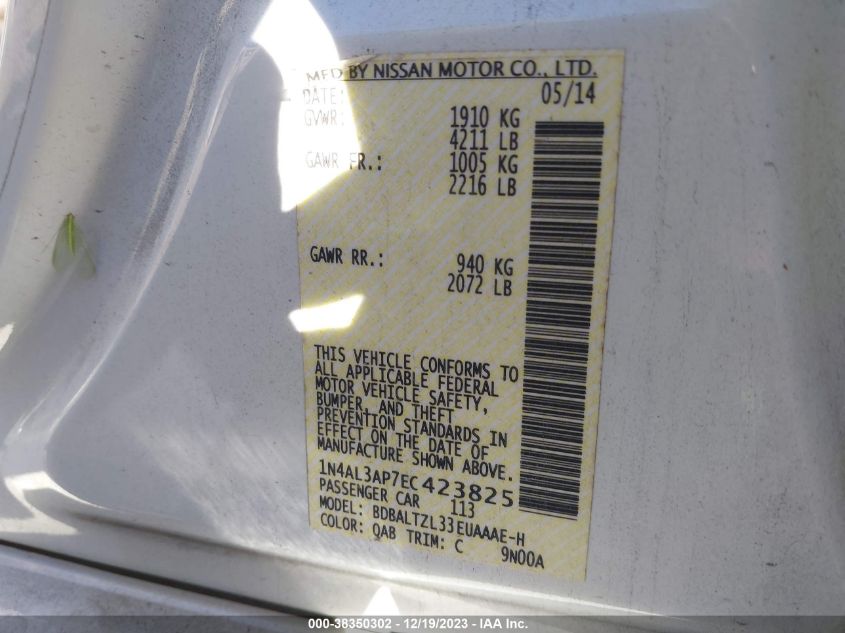 MFD BY NISSAN MOTOR CO., LTD.
DATE: 05/14
GVWR: 1910 KG
4211 LB
GAWR FR.: 1005 KG
2216 LB
GAWR RR.: 940 KG
2072 LB
THIS VEHICLE CONFORMS TO
ALL APPLICABLE FEDERAL
MOTOR VEHICLE SAFETY,
BUMPER, AND THEFT
PREVENTION STANDARDS IN
EFFECT ON THE DATE OF
MANUFACTURE SHOWN ABOVE.
1N4AL3AP7EC423825
PASSENGER CAR 113
MODEL: BDBALTZL33EUAAAE-H
COLOR: QAB TRIM: C 9N00A
000-38350302 - 12/19/2023 - IAA Inc.